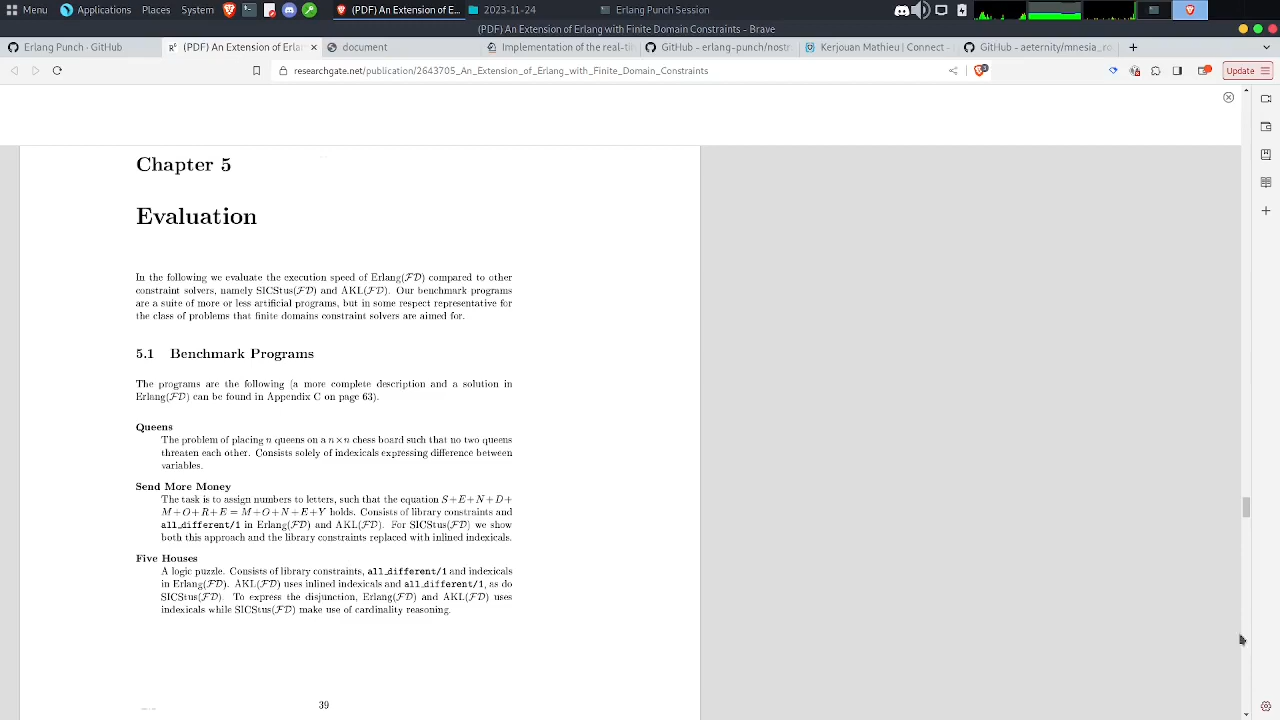 Menu Applications Places System (PDF) An Extension of E... 2023-11-24 Erlang Punch Session
(PDF) An Extension of Erlang with Finite Domain Constraints - Brave
Erlang Punch - GitHub (PDF) An Extension of Erlan document Implementation of the real-ti GitHub - erlang-punch/nostr Kerjouan Mathieu | Connect - GitHub - aeternity/mnesia_ro
researchgate.net/publication/2643705_An_Extension_of_Erlang_with_Finite_Domain_Constraints Update
Chapter 5
Evaluation
In the following we evaluate the execution speed of Erlang(FD) compared to other
constraint solvers, namely SICStus(FD) and AKL(FD). Our benchmark programs
are a suite of more or less artificial programs, but in some respect representative for
the class of problems that finite domains constraint solvers are aimed for.
5.1 Benchmark Programs
The programs are the following (a more complete description and a solution in
Erlang(FD) can be found in Appendix C on page 63).
Queens
The problem of placing n queens on a n×n chess board such that no two queens
threaten each other. Consists solely of indexicals expressing difference between
variables.
Send More Money
The task is to assign numbers to letters, such that the equation S+E+N+D+
M+O+R+E = M+O+N+E+Y holds. Consists of library constraints and
all_different/1 in Erlang(FD) and AKL(FD). For SICStus(FD) we show
both this approach and the library constraints replaced with inlined indexicals.
Five Houses
A logic puzzle. Consists of library constraints, all_different/1 and indexicals
in Erlang(FD). AKL(FD) uses inlined indexicals and all_different/1, as do
SICStus(FD). To express the disjunction, Erlang(FD) and AKL(FD) uses
indexicals while SICStus(FD) make use of cardinality reasoning.
39